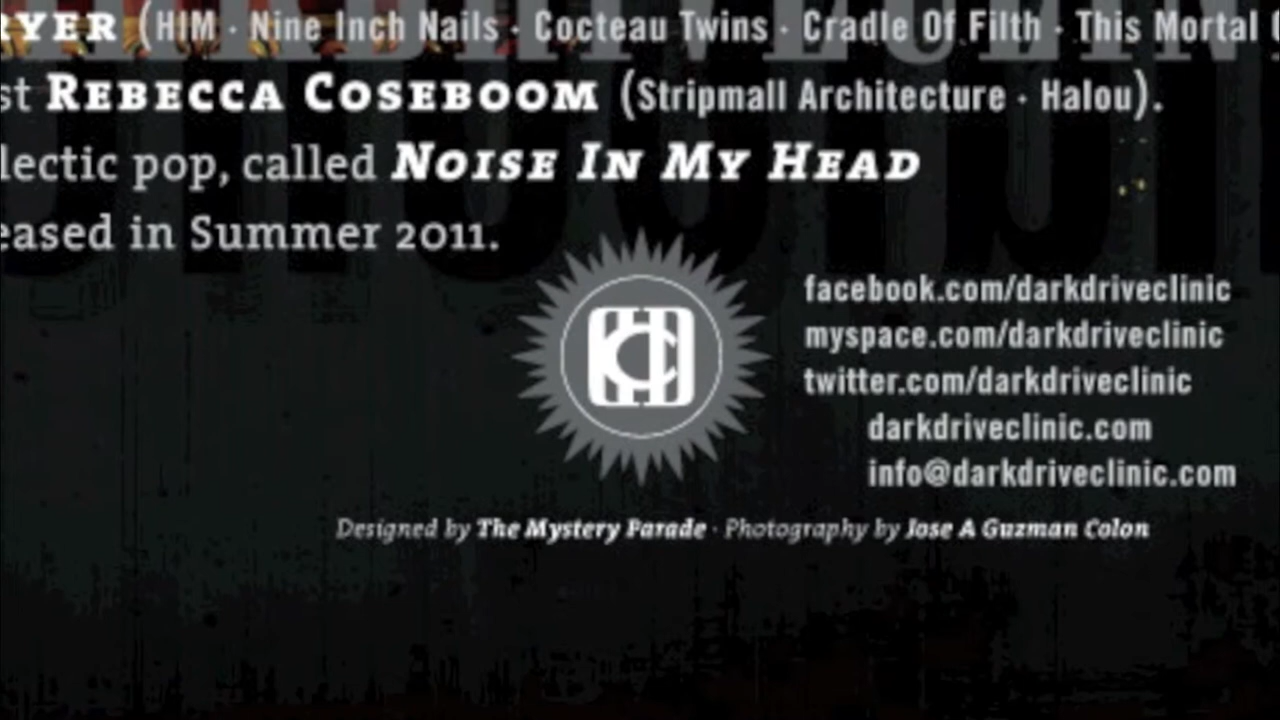 RYER (HIM · Nine Inch Nails · Cocteau Twins · Cradle Of Filth · This Mortal
st REBECCA COSEBOOM (Stripmall Architecture · Halou).
lectic pop, called NOISE IN MY HEAD
eased in Summer 2011.
facebook.com/darkdriveclinic
myspace.com/darkdriveclinic
twitter.com/darkdriveclinic
darkdriveclinic.com
info@darkdriveclinic.com
Designed by The Mystery Parade · Photography by Jose A Guzman Colon